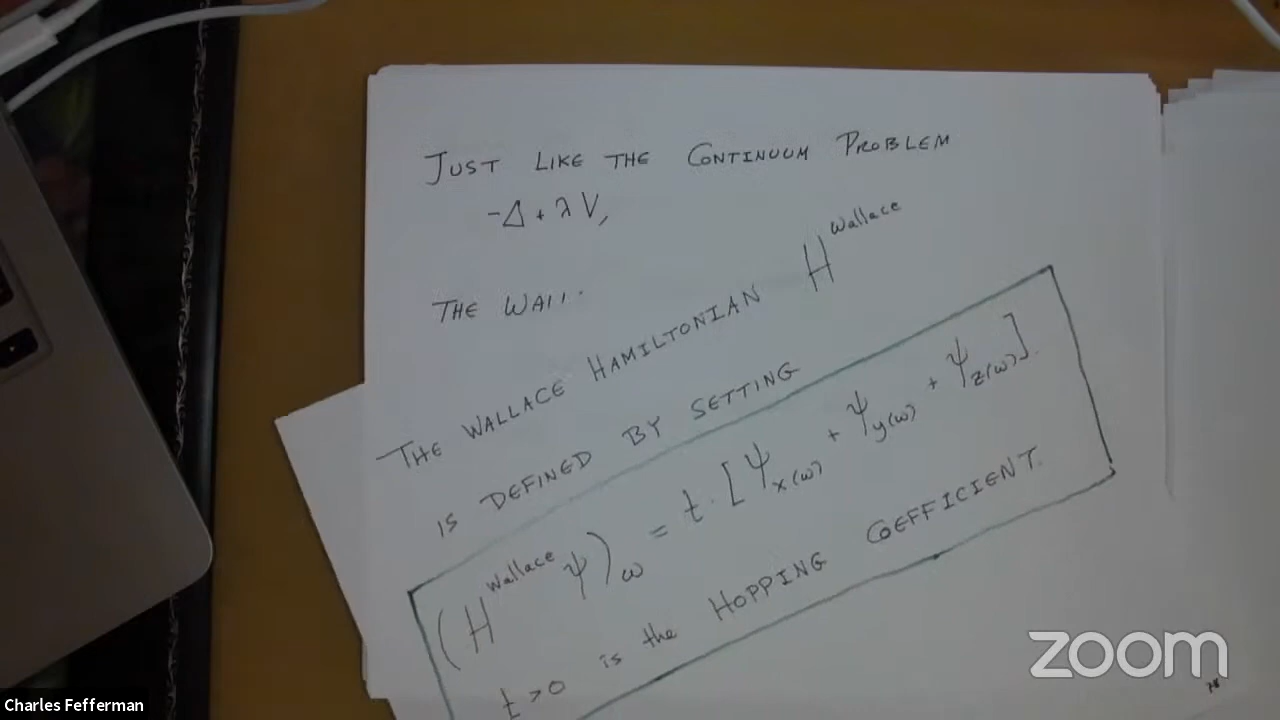 JUST LIKE THE CONTINUUM PROBLEM
-Δ + λV,
THE
THE WALLACE HAMILTONIAN H^Wallace
IS DEFINED BY SETTING
(H^Wallace ψ)_ω = t · [ψ_x(ω) + ψ_y(ω) + ψ_z(ω)].
t > 0 is the HOPPING COEFFICIENT.
zoom
Charles Fefferman